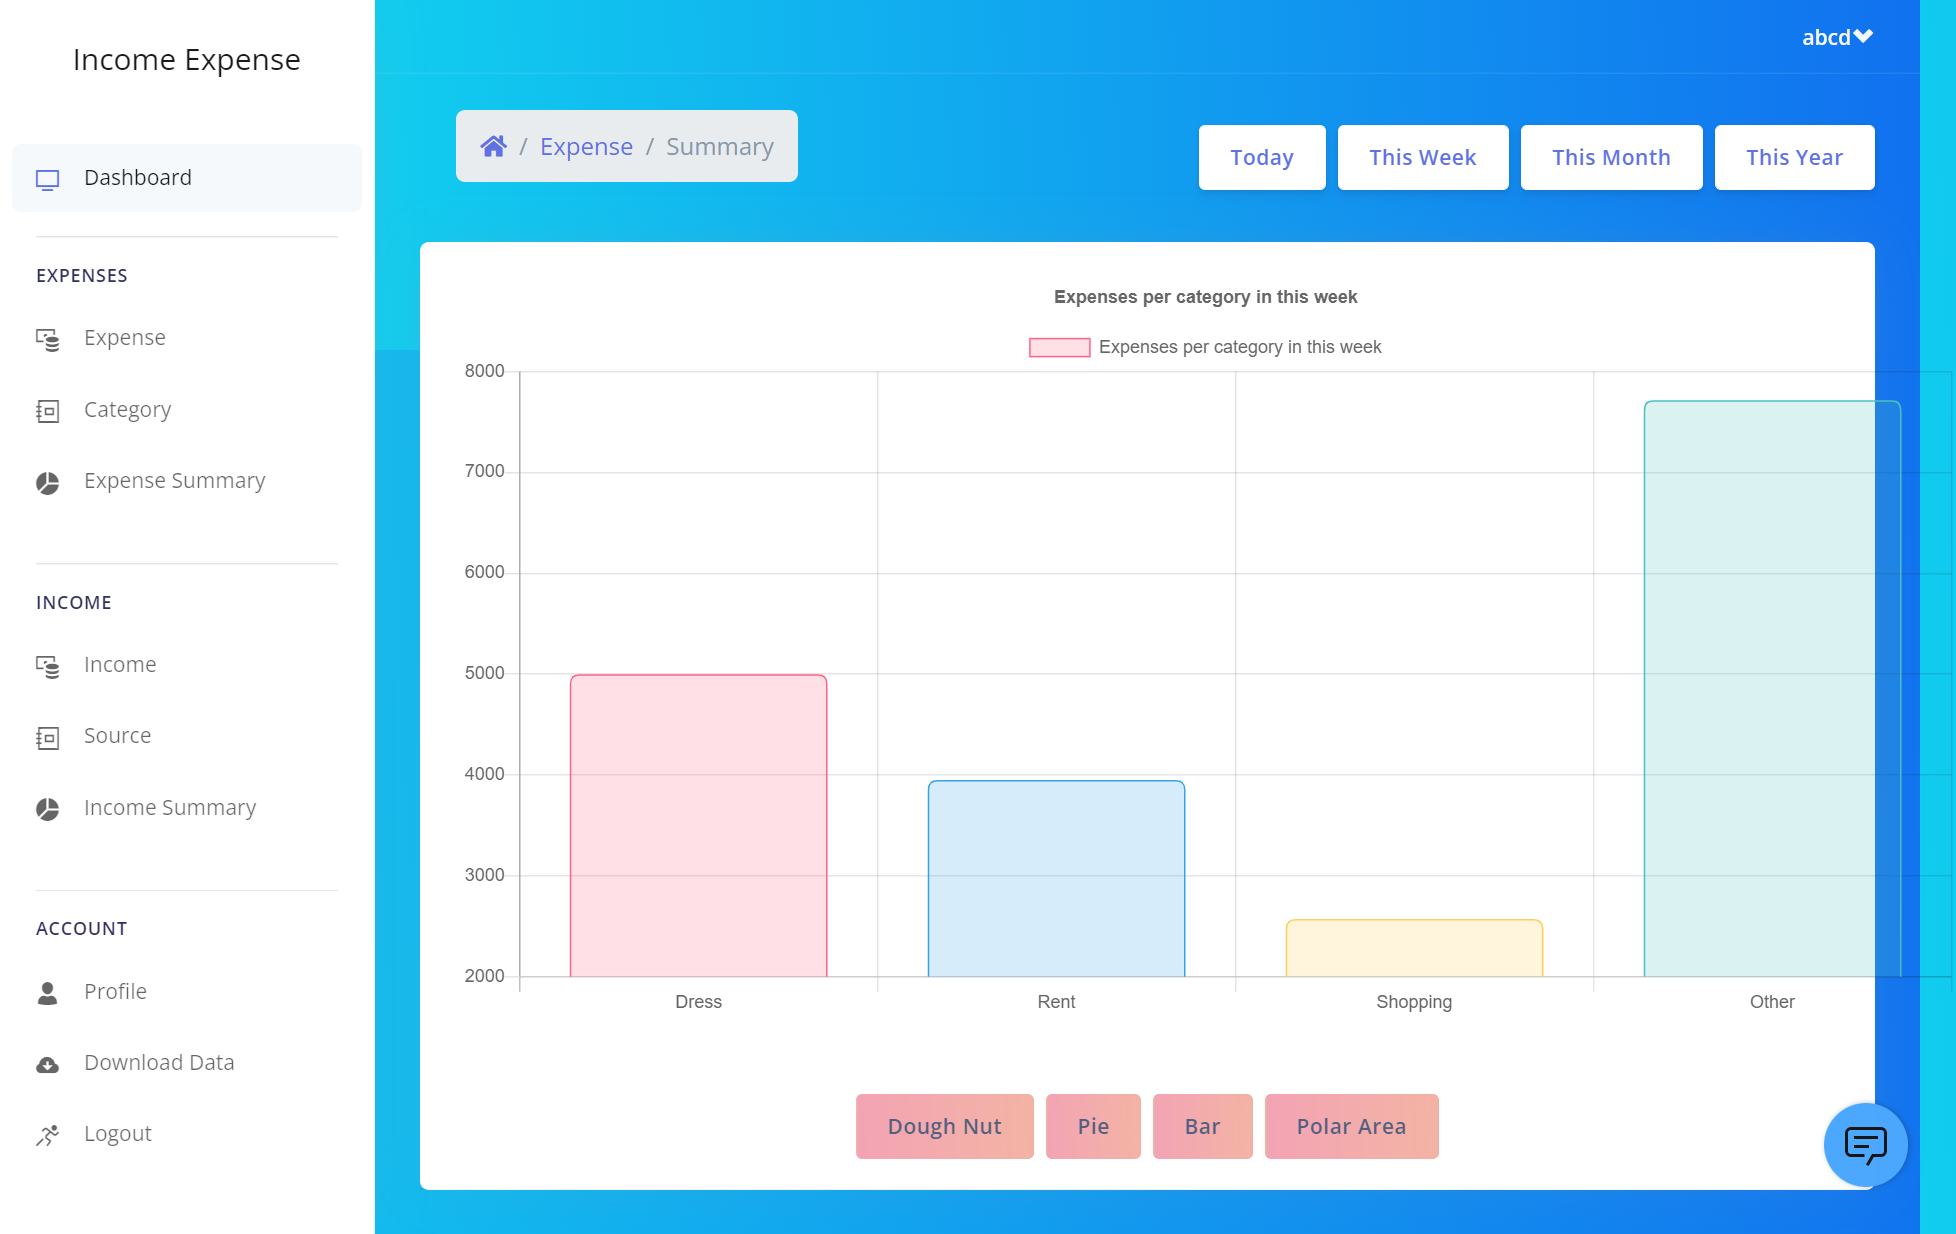 Income Expense
abcd
/ Expense / Summary
Today
This Week
This Month
This Year
Dashboard
EXPENSES
Expense
Category
Expense Summary
INCOME
Income
Source
Income Summary
ACCOUNT
Profile
Download Data
Logout
Expenses per category in this week
Expenses per category in this week
8000
7000
6000
5000
4000
3000
2000
Dress
Rent
Shopping
Other
Dough Nut
Pie
Bar
Polar Area